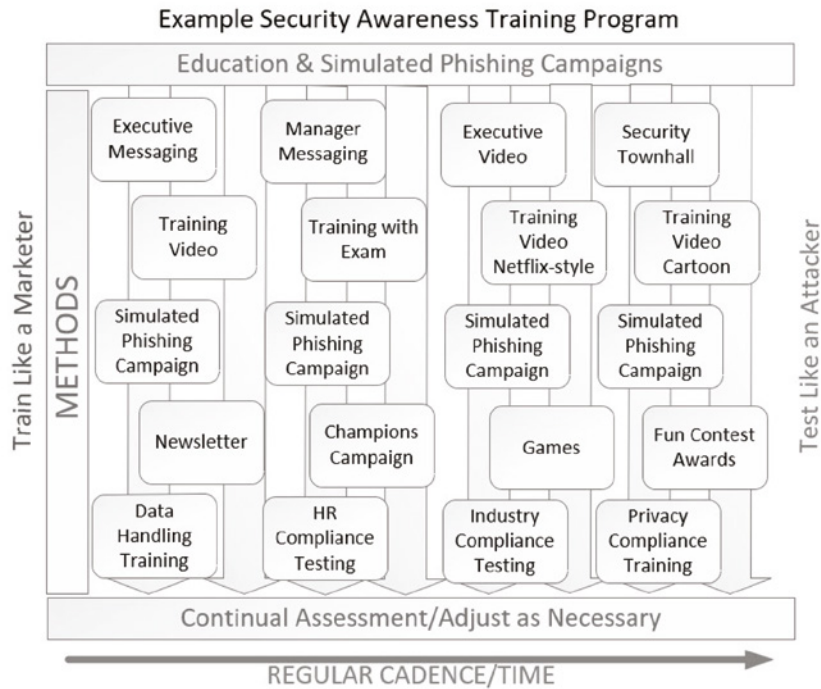 Example Security Awareness Training Program
Education & Simulated Phishing Campaigns
Train Like a Marketer
METHODS
Executive
Messaging
Manager
Messaging
Executive
Video
Security
Townhall
Training
Video
Training with
Exam
Training
Video
Netflix-style
Training
Video
Cartoon
Simulated
Phishing
Campaign
Simulated
Phishing
Campaign
Simulated
Phishing
Campaign
Simulated
Phishing
Campaign
Newsletter
Champions
Campaign
Games
Fun Contest
Awards
Data
Handling
Training
HR
Compliance
Testing
Industry
Compliance
Testing
Privacy
Compliance
Training
Test Like an Attacker
Continual Assessment/Adjust as Necessary
REGULAR CADENCE/TIME